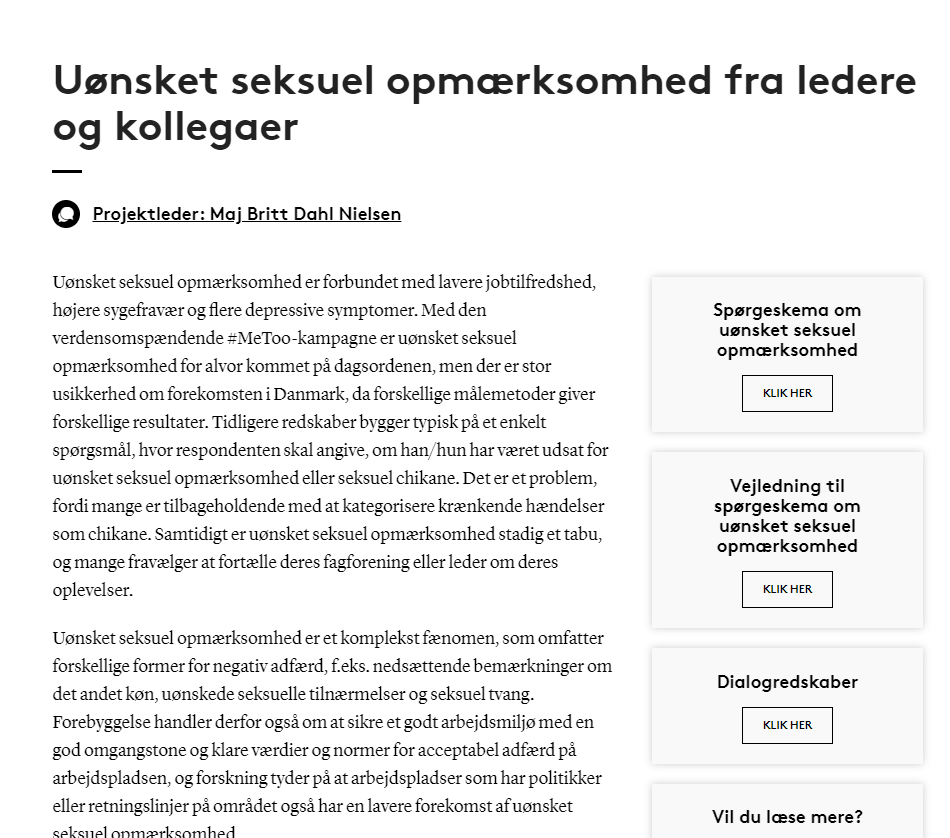 Uønsket seksuel opmærksomhed fra ledere
og kollegaer
Projektleder: Maj Britt Dahl Nielsen
Uønsket seksuel opmærksomhed er forbundet med lavere jobtilfredshed,
højere sygefravær og flere depressive symptomer. Med den
verdensomspændende #MeToo-kampagne er uønsket seksuel
opmærksomhed for alvor kommet på dagsordenen, men der er stor
usikkerhed om forekomsten i Danmark, da forskellige målemetoder giver
forskellige resultater. Tidligere redskaber bygger typisk på et enkelt
spørgsmål, hvor respondenten skal angive, om han/hun har været udsat for
uønsket seksuel opmærksomhed eller seksuel chikane. Det er et problem,
fordi mange er tilbageholdende med at kategorisere krænkende hændelser
som chikane. Samtidigt er uønsket seksuel opmærksomhed stadig et tabu,
og mange fravælger at fortælle deres fagforening eller leder om deres
oplevelser.
Uønsket seksuel opmærksomhed er et komplekst fænomen, som omfatter
forskellige former for negativ adfærd, f.eks. nedsættende bemærkninger om
det andet køn, uønskede seksuelle tilnærmelser og seksuel tvang.
Forebyggelse handler derfor også om at sikre et godt arbejdsmiljø med en
god omgangstone og klare værdier og normer for acceptabel adfærd på
arbejdspladsen, og forskning tyder på at arbejdspladser som har politikker
eller retningslinjer på området også har en lavere forekomst af uønsket
seksuel opmærksomhed
Spørgeskema om
uønsket seksuel
opmærksomhed
KLIK HER
Vejledning til
spørgeskema om
uønsket seksuel
opmærksomhed
KLIK HER
Dialogredskaber
KLIK HER
Vil du læse mere?